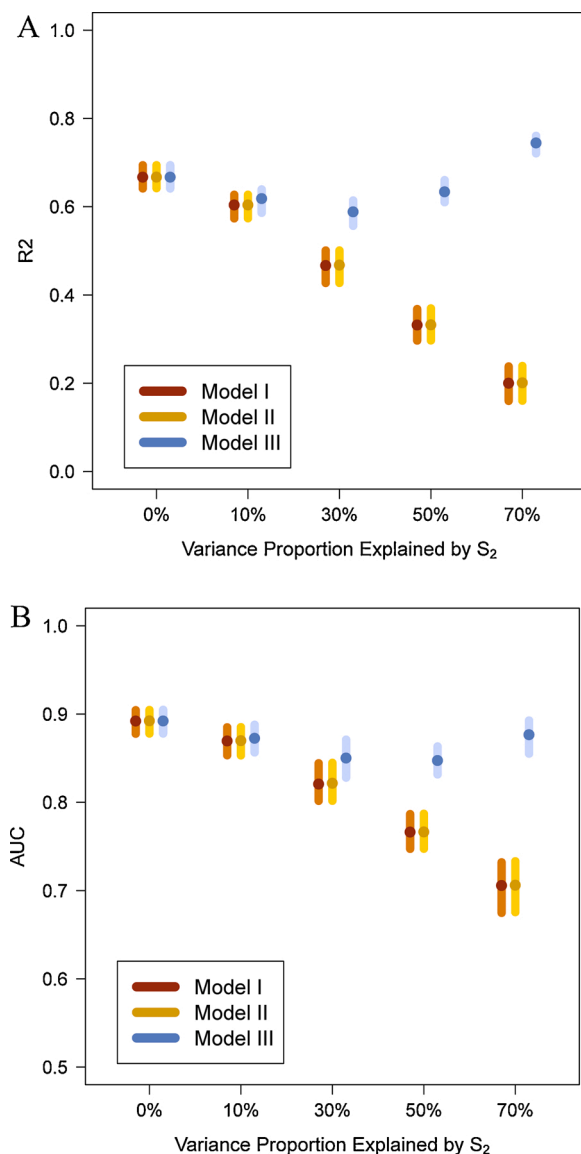 A
1.0
0.8
0.6
0.4
0.2
0.0
R2
Model I
Model II
Model III
0% 10% 30% 50% 70%
Variance Proportion Explained by S₂
B
1.0
0.9
0.8
0.7
0.6
0.5
AUC
Model I
Model II
Model III
0% 10% 30% 50% 70%
Variance Proportion Explained by S₂